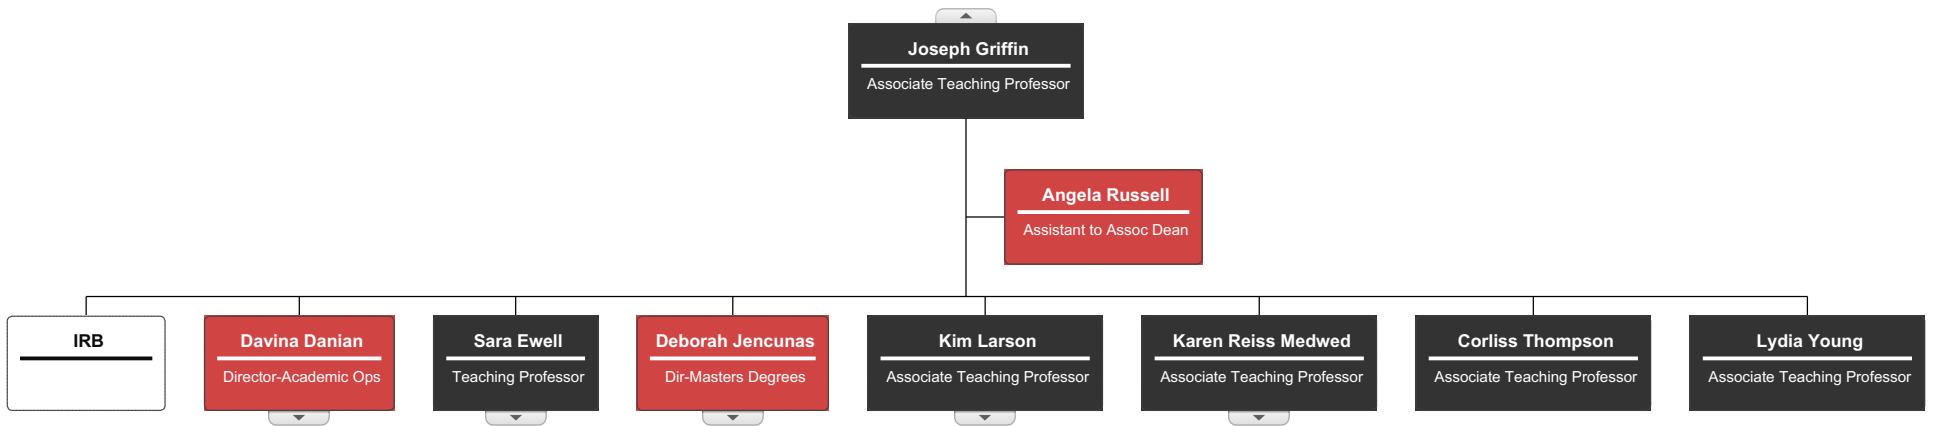 Joseph Griffin
Associate Teaching Professor
Angela Russell
Assistant to Assoc Dean
IRB
Davina Danian
Director-Academic Ops
Sara Ewell
Teaching Professor
Deborah Jencunas
Dir-Masters Degrees
Kim Larson
Associate Teaching Professor
Karen Reiss Medwed
Associate Teaching Professor
Corliss Thompson
Associate Teaching Professor
Lydia Young
Associate Teaching Professor